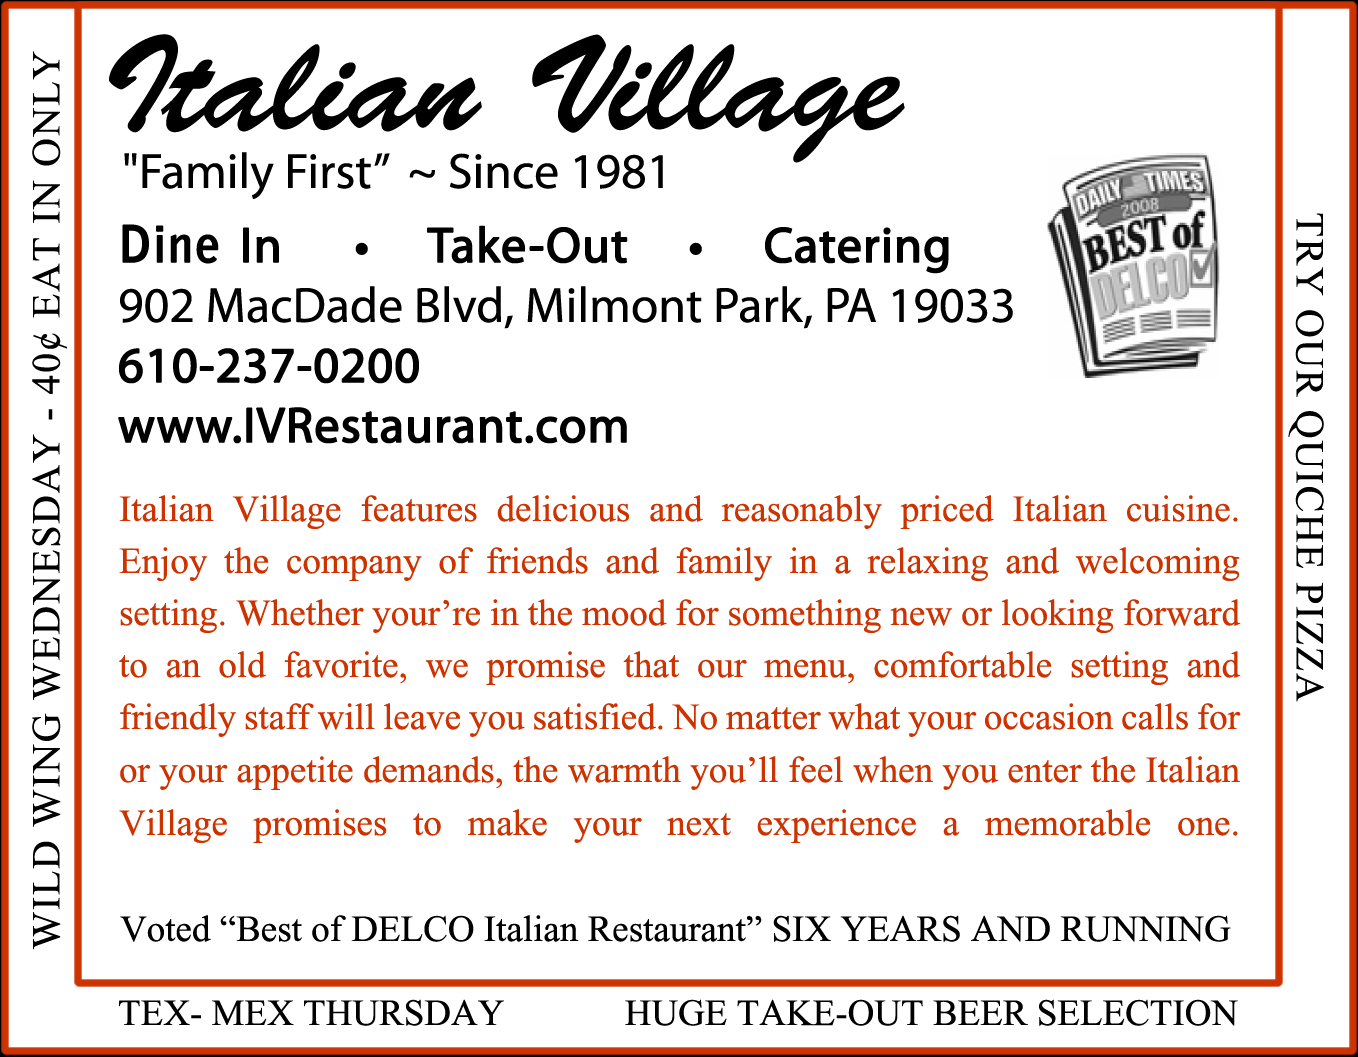 Italian Village
"Family First” ~ Since 1981
Dine In • Take-Out • Catering
902 MacDade Blvd, Milmont Park, PA 19033
610-237-0200
www.IVRestaurant.com
DAILY TIMES
2008
BEST of
DELCO
Italian Village features delicious and reasonably priced Italian cuisine.
Enjoy the company of friends and family in a relaxing and welcoming
setting. Whether your’re in the mood for something new or looking forward
to an old favorite, we promise that our menu, comfortable setting and
friendly staff will leave you satisfied. No matter what your occasion calls for
or your appetite demands, the warmth you’ll feel when you enter the Italian
Village promises to make your next experience a memorable one.
Voted “Best of DELCO Italian Restaurant” SIX YEARS AND RUNNING
WILD WING WEDNESDAY - 40¢ EAT IN ONLY
TRY OUR QUICHE PIZZA
TEX- MEX THURSDAY HUGE TAKE-OUT BEER SELECTION